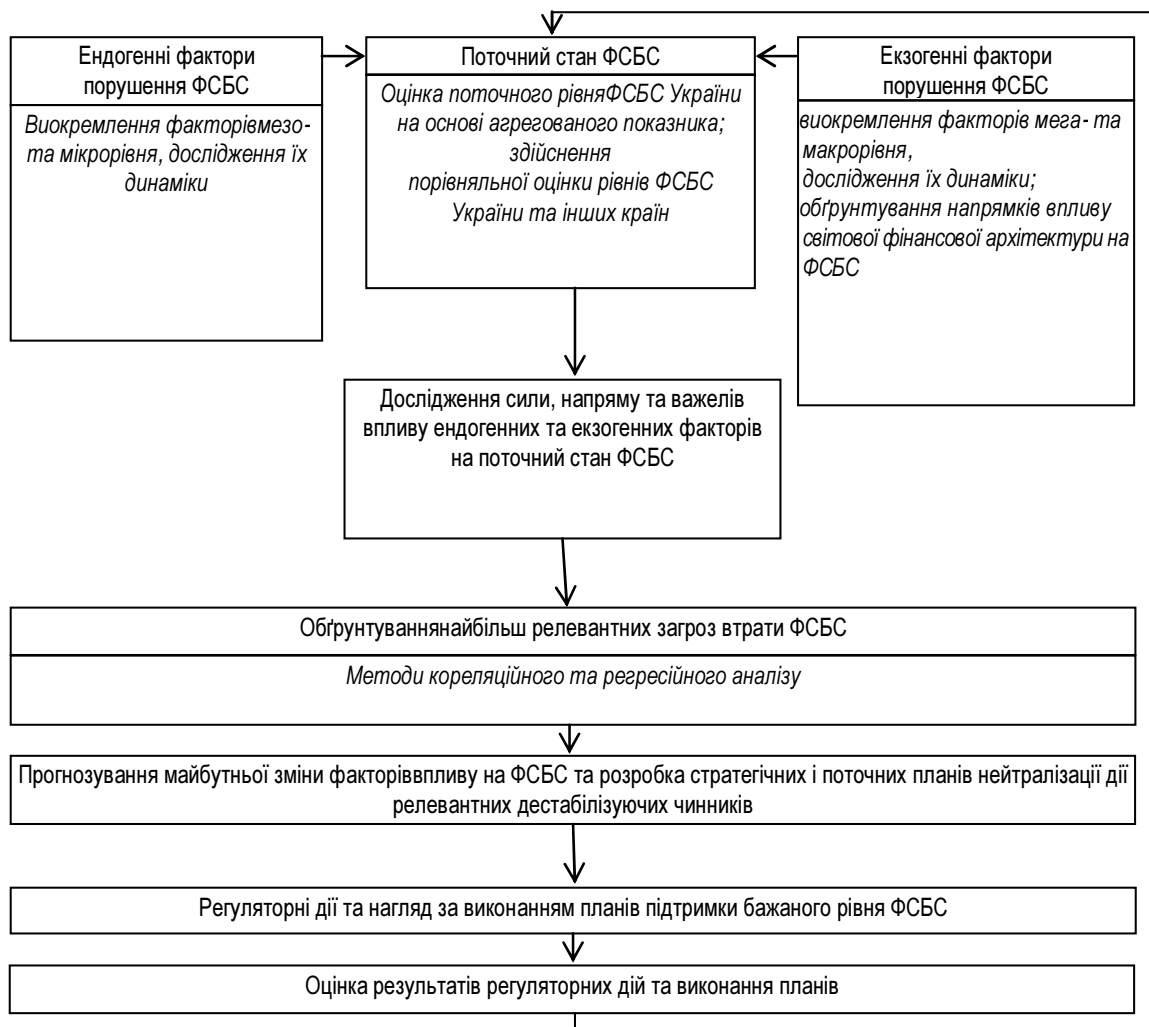 Ендогенні фактори
порушення ФСБС
Виокремлення факторівмезо-
та мікрорівня, дослідження їх
динаміки
Поточний стан ФСБС
Оцінка поточного рівняФСБС України
на основі агрегованого показника;
здійснення
порівняльної оцінки рівнів ФСБС
України та інших країн
Екзогенні фактори
порушення ФСБС
виокремлення факторів мега- та
макрорівня,
дослідження їх динаміки;
обґрунтування напрямків впливу
світової фінансової архітектури на
ФСБС
Дослідження сили, напряму та важелів
впливу ендогенних та екзогенних факторів
на поточний стан ФСБС
Обґрунтуваннянайбільш релевантних загроз втрати ФСБС
Методи кореляційного та регресійного аналізу
Прогнозування майбутньої зміни факторіввпливу на ФСБС та розробка стратегічних і поточних планів нейтралізації дії
релевантних дестабілізуючих чинників
Регуляторні дії та нагляд за виконанням планів підтримки бажаного рівня ФСБС
Оцінка результатів регуляторних дій та виконання планів